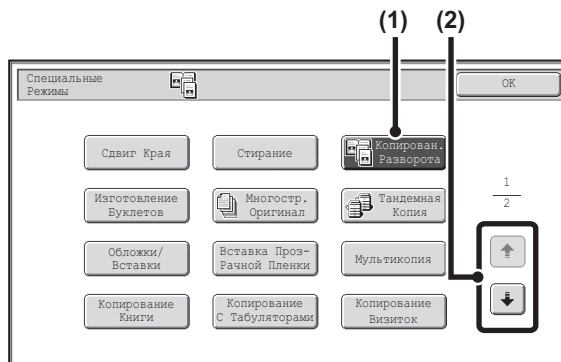 (1) (2)
Специальные
Режимы
OK
Сдвиг Края
Стирание
Копирован.
Разворота
Изготовление
Буклетов
Многостр.
Оригинал
Тандемная
Копия
1
2
Обложки/
Вставки
Вставка Проз-
Рачной Пленки
Мультикопия
Копирование
Книги
Копирование
С Табуляторами
Копирование
Визиток